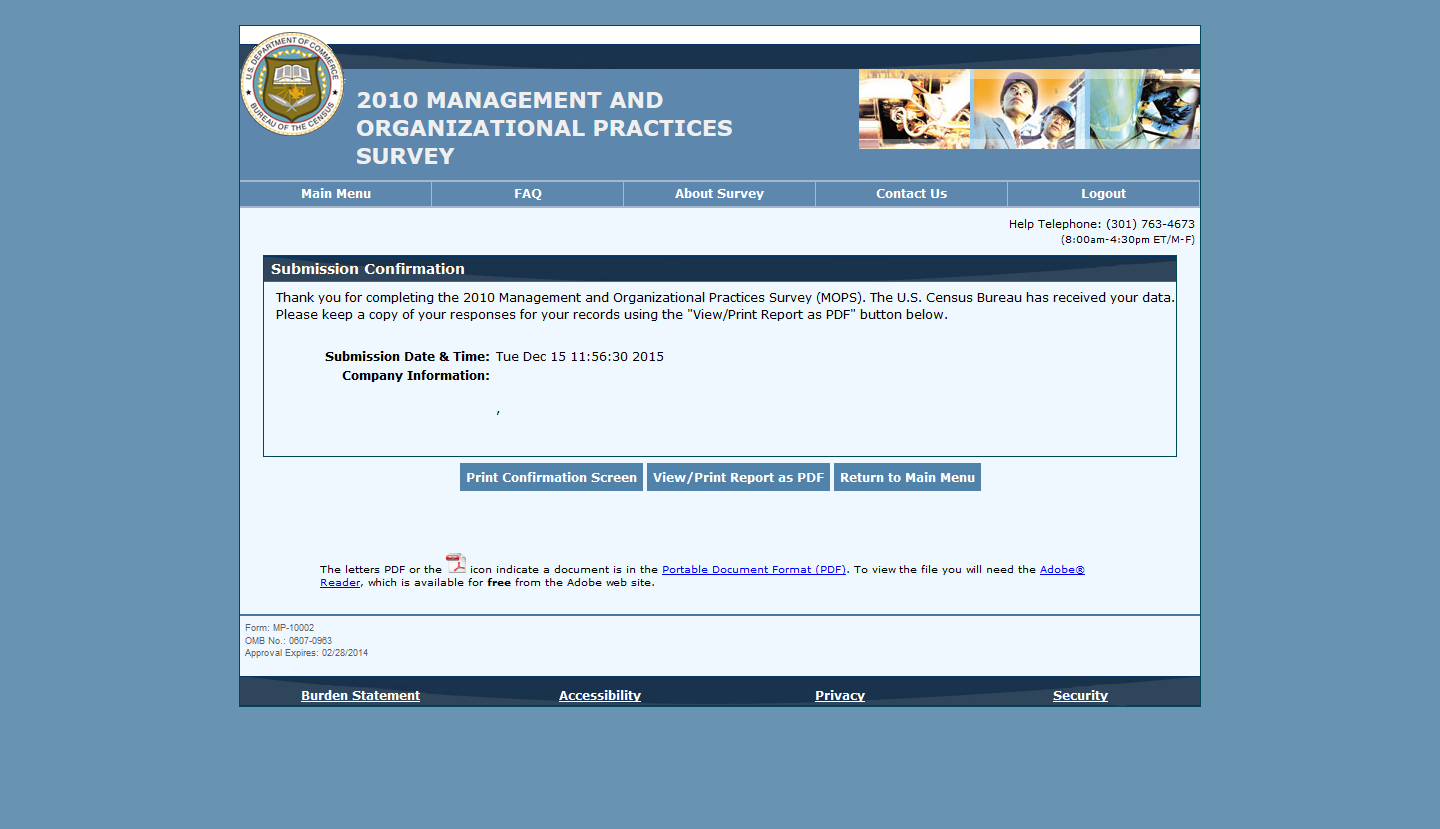 U.S. DEPARTMENT OF COMMERCE
BUREAU OF THE CENSUS
2010 MANAGEMENT AND
ORGANIZATIONAL PRACTICES
SURVEY
Main Menu FAQ About Survey Contact Us Logout
Help Telephone: (301) 763-4673
(8:00am-4:30pm ET/M-F)
Submission Confirmation
Thank you for completing the 2010 Management and Organizational Practices Survey (MOPS). The U.S. Census Bureau has received your data.
Please keep a copy of your responses for your records using the "View/Print Report as PDF" button below.
Submission Date & Time: Tue Dec 15 11:56:30 2015
Company Information:
,
Print Confirmation Screen View/Print Report as PDF Return to Main Menu
The letters PDF or the icon indicate a document is in the Portable Document Format (PDF). To view the file you will need the Adobe®
Reader, which is available for free from the Adobe web site.
Form: MP-10002
OMB No.: 0607-0963
Approval Expires: 02/28/2014
Burden Statement Accessibility Privacy Security